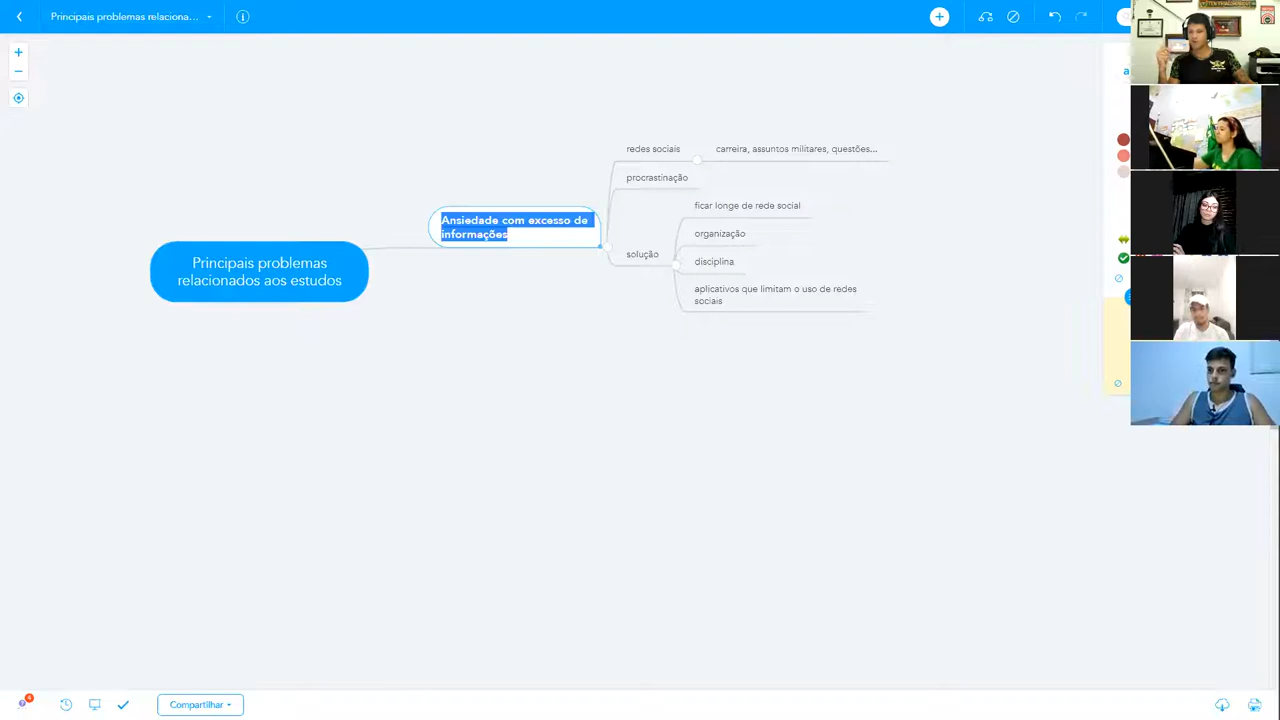 Principais problemas relaciona...
redes sociais
carreira, assuntos militares, questões...
procrastinação
Ansiedade com excesso de
informações
ficar longe de rede social
organização
solução
disciplina
aplicativos que limitam o uso de redes
sociais
Principais problemas
relacionados aos estudos
4
Compartilhar